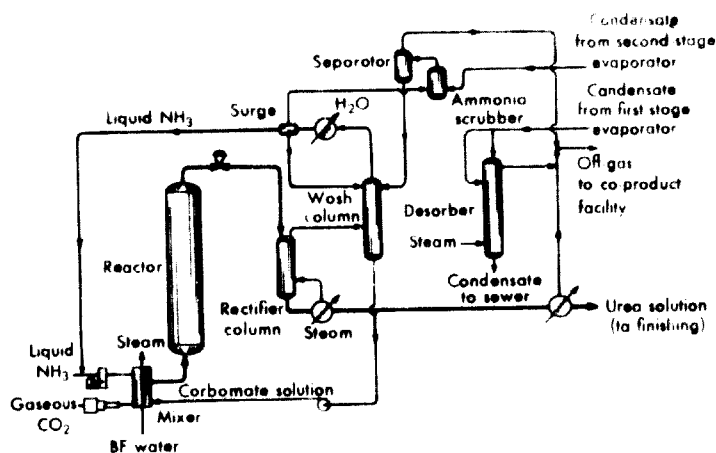 Condensate
from second stage
evaporator
Separator
Condensate
from first stage
evaporator
Ammonia
scrubber
H2O
Surge
Liquid NH3
Off gas
to co-product
facility
Wash
column
Desorber
Steam
Reactor
Condensate
to sewer
Rectifier
column
Steam
Urea solution
(to finishing)
Steam
Liquid
NH3
Carbomate solution
Gaseous
CO2
Mixer
BF water